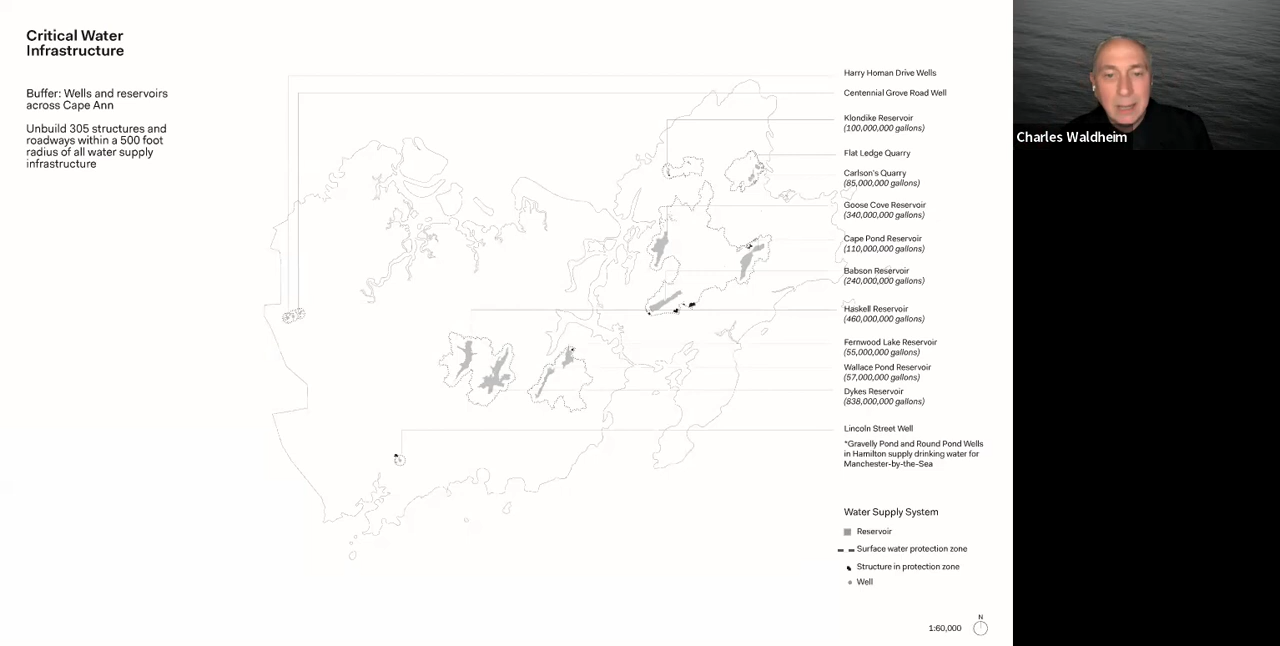 Critical Water
Infrastructure
Buffer: Wells and reservoirs
across Cape Ann
Unbuild 305 structures and
roadways within a 500 foot
radius of all water supply
infrastructure
Harry Homan Drive Wells
Centennial Grove Road Well
Klondike Reservoir
(100,000,000 gallons)
Flat Ledge Quarry
Carlson's Quarry
(85,000,000 gallons)
Goose Cove Reservoir
(340,000,000 gallons)
Cape Pond Reservoir
(110,000,000 gallons)
Babson Reservoir
(240,000,000 gallons)
Haskell Reservoir
(460,000,000 gallons)
Fernwood Lake Reservoir
(55,000,000 gallons)
Wallace Pond Reservoir
(57,000,000 gallons)
Dykes Reservoir
(838,000,000 gallons)
Lincoln Street Well
*Gravelly Pond and Round Pond Wells
in Hamilton supply drinking water for
Manchester-by-the-Sea
Water Supply System
Reservoir
Surface water protection zone
Structure in protection zone
Well
1:60,000
N
Charles Waldheim